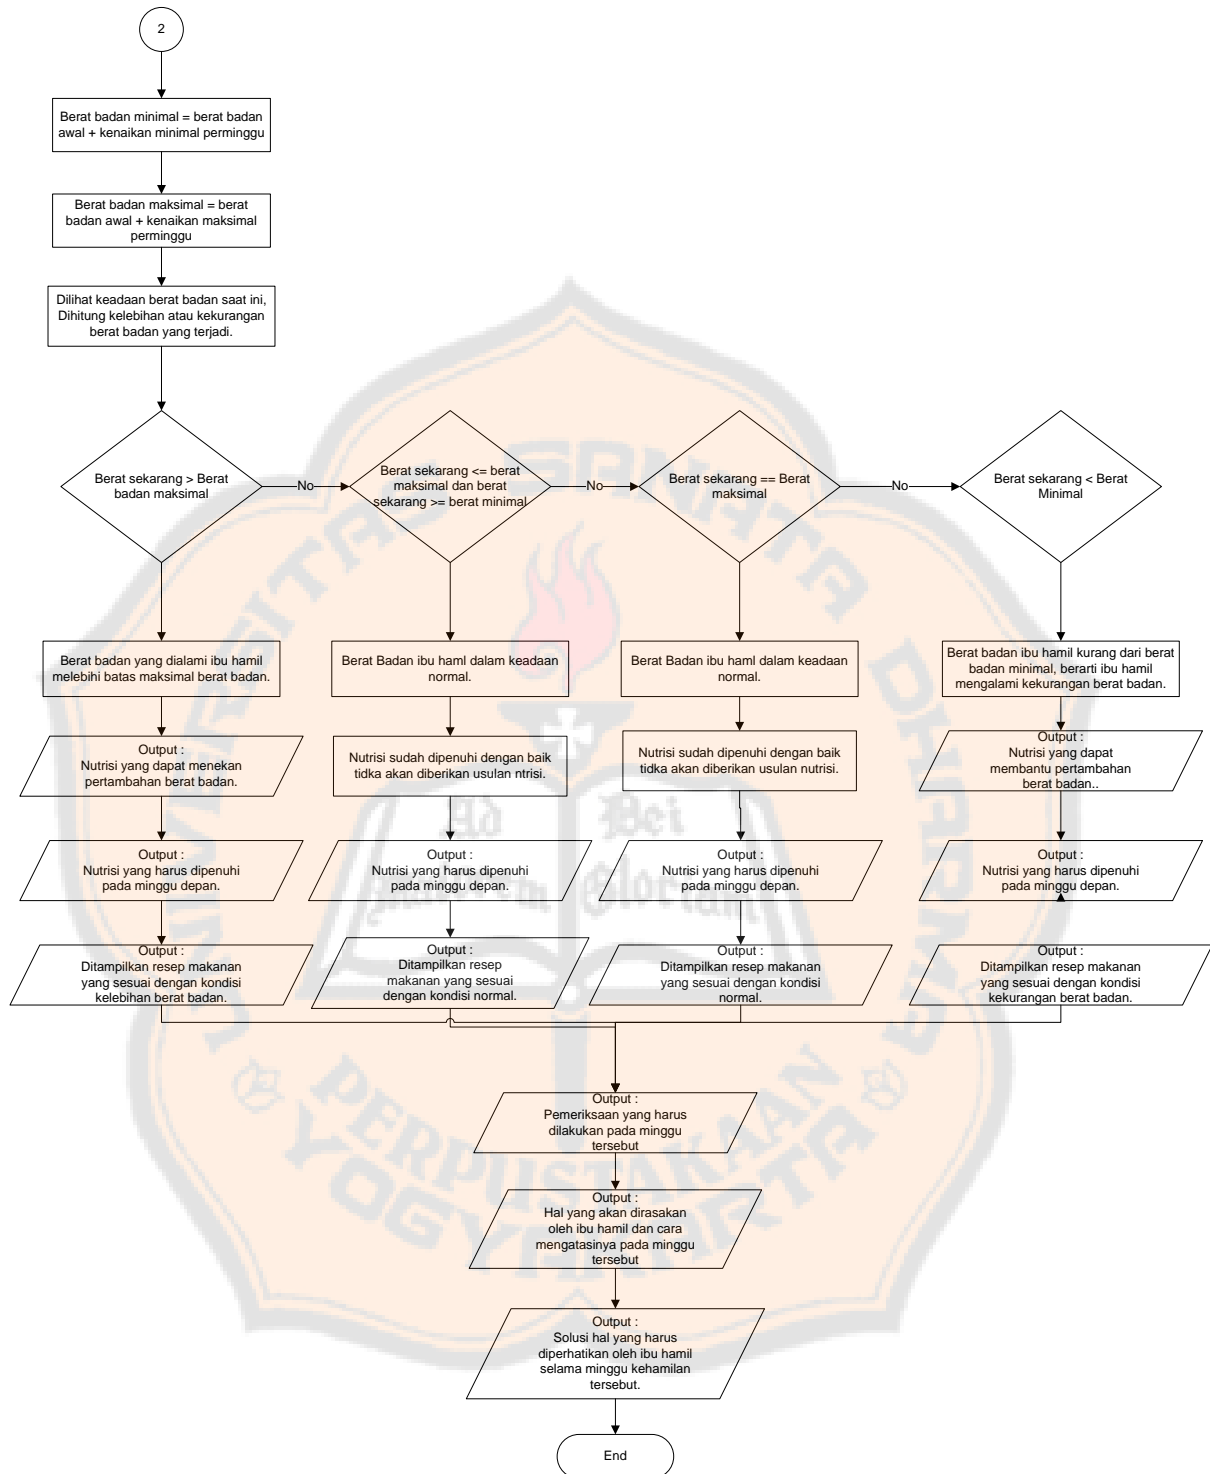 2
Berat badan minimal = berat badan
awal + kenaikan minimal perminggu
Berat badan maksimal = berat
badan awal + kenaikan maksimal
perminggu
Dilihat keadaan berat badan saat ini,
Dihitung kelebihan atau kekurangan
berat badan yang terjadi.
Berat sekarang > Berat
badan maksimal
No
Berat sekarang <= berat
maksimal dan berat
sekarang >= berat minimal
No
Berat sekarang == Berat
maksimal
No
Berat sekarang < Berat
Minimal
Berat badan yang dialami ibu hamil
melebihi batas maksimal berat badan.
Berat Badan ibu haml dalam keadaan
normal.
Berat Badan ibu haml dalam keadaan
normal.
Berat badan ibu hamil kurang dari berat
badan minimal, berarti ibu hamil
mengalami kekurangan berat badan.
Output :
Nutrisi yang dapat menekan
pertambahan berat badan.
Nutrisi sudah dipenuhi dengan baik
tidka akan diberikan usulan ntrisi.
Nutrisi sudah dipenuhi dengan baik
tidka akan diberikan usulan nutrisi.
Output :
Nutrisi yang dapat
membantu pertambahan
berat badan..
Output :
Nutrisi yang harus dipenuhi
pada minggu depan.
Output :
Nutrisi yang harus dipenuhi
pada minggu depan.
Output :
Nutrisi yang harus dipenuhi
pada minggu depan.
Output :
Nutrisi yang harus dipenuhi
pada minggu depan.
Output :
Ditampilkan resep makanan
yang sesuai dengan kondisi
kelebihan berat badan.
Output :
Ditampilkan resep
makanan yang sesuai
dengan kondisi normal.
Output :
Ditampilkan resep makanan
yang sesuai dengan kondisi
normal.
Output :
Ditampilkan resep makanan
yang sesuai dengan kondisi
kekurangan berat badan.
Output :
Pemeriksaan yang harus
dilakukan pada minggu
tersebut
Output :
Hal yang akan dirasakan
oleh ibu hamil dan cara
mengatasinya pada minggu
tersebut
Output :
Solusi hal yang harus
diperhatikan oleh ibu hamil
selama minggu kehamilan
tersebut.
End
UNIVERSITAS SANATA DHARMA
Ad Dei
Maiorem Gloriam
PERPUSTAKAAN
YOGYAKARTA